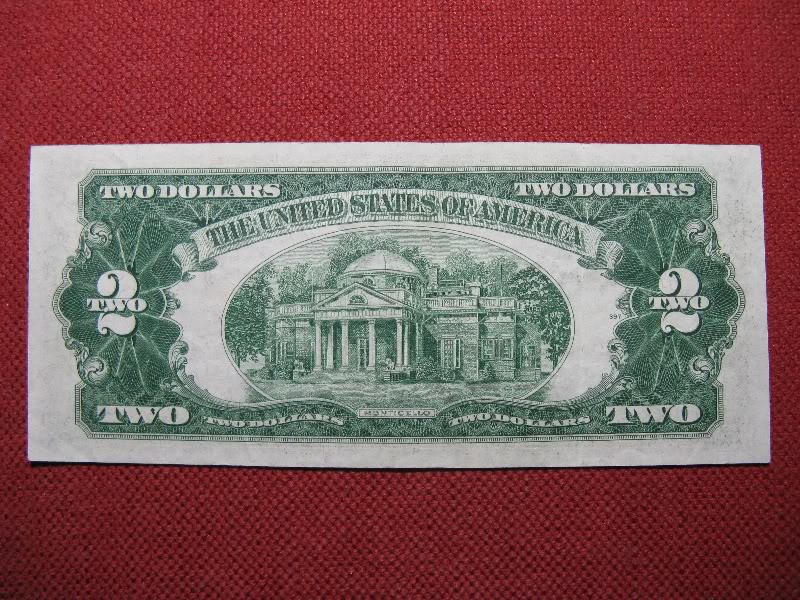 TWO DOLLARS TWO DOLLARS
THE UNITED STATES OF AMERICA
2 2
TWO TWO
397
TWO TWO DOLLARS MONTICELLO TWO DOLLARS TWO